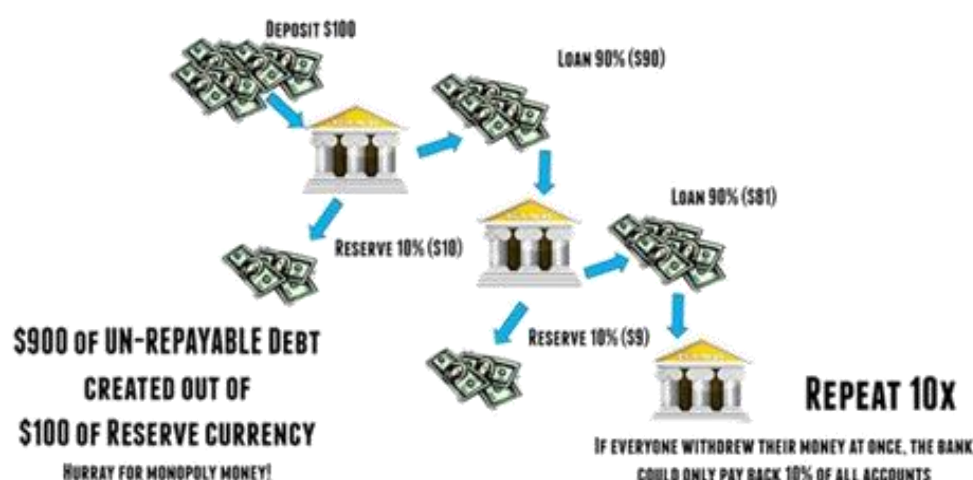 DEPOSIT $100
LOAN 90% ($90)
LOAN 90% ($81)
RESERVE 10% ($10)
RESERVE 10% ($9)
$900 OF UN-REPAYABLE DEBT
CREATED OUT OF
$100 OF RESERVE CURRENCY
HURRAY FOR MONOPOLY MONEY!
REPEAT 10X
IF EVERYONE WITHDREW THEIR MONEY AT ONCE, THE BANK
COULD ONLY PAY BACK 10% OF ALL ACCOUNTS